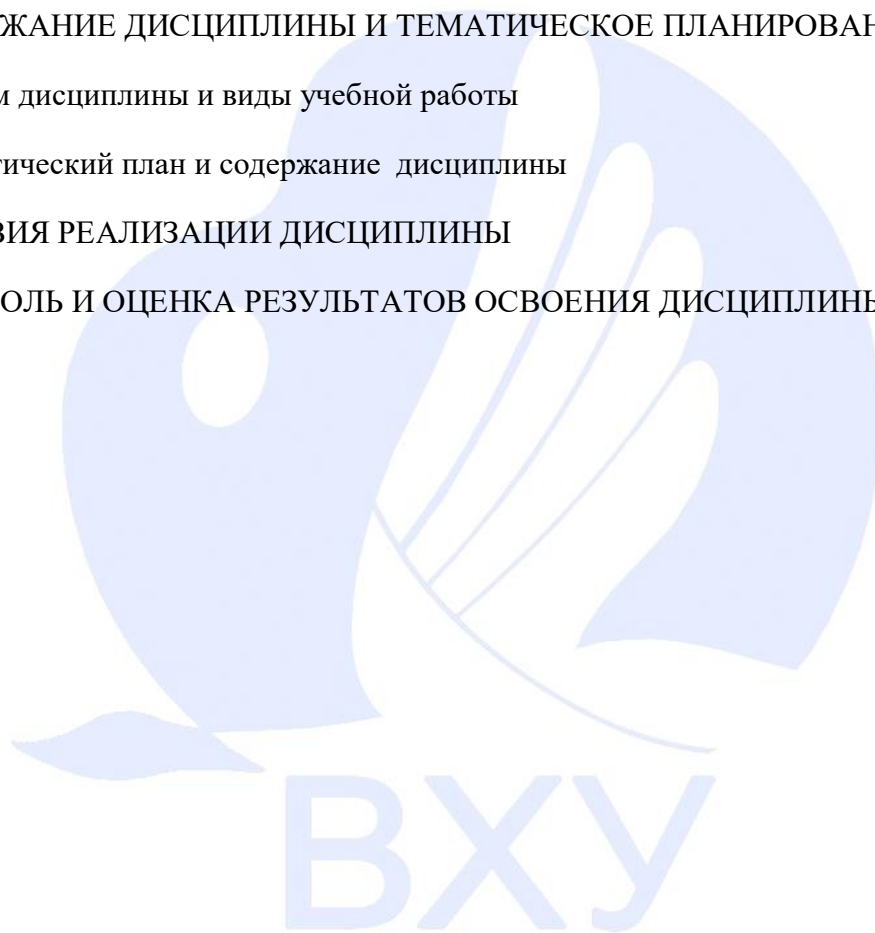 ЖАНИЕ ДИСЦИПЛИНЫ И ТЕМАТИЧЕСКОЕ ПЛАНИРОВАН
м дисциплины и виды учебной работы
тический план и содержание дисциплины
ВИЯ РЕАЛИЗАЦИИ ДИСЦИПЛИНЫ
ОЛЬ И ОЦЕНКА РЕЗУЛЬТАТОВ ОСВОЕНИЯ ДИСЦИПЛИНЫ
ВХУ